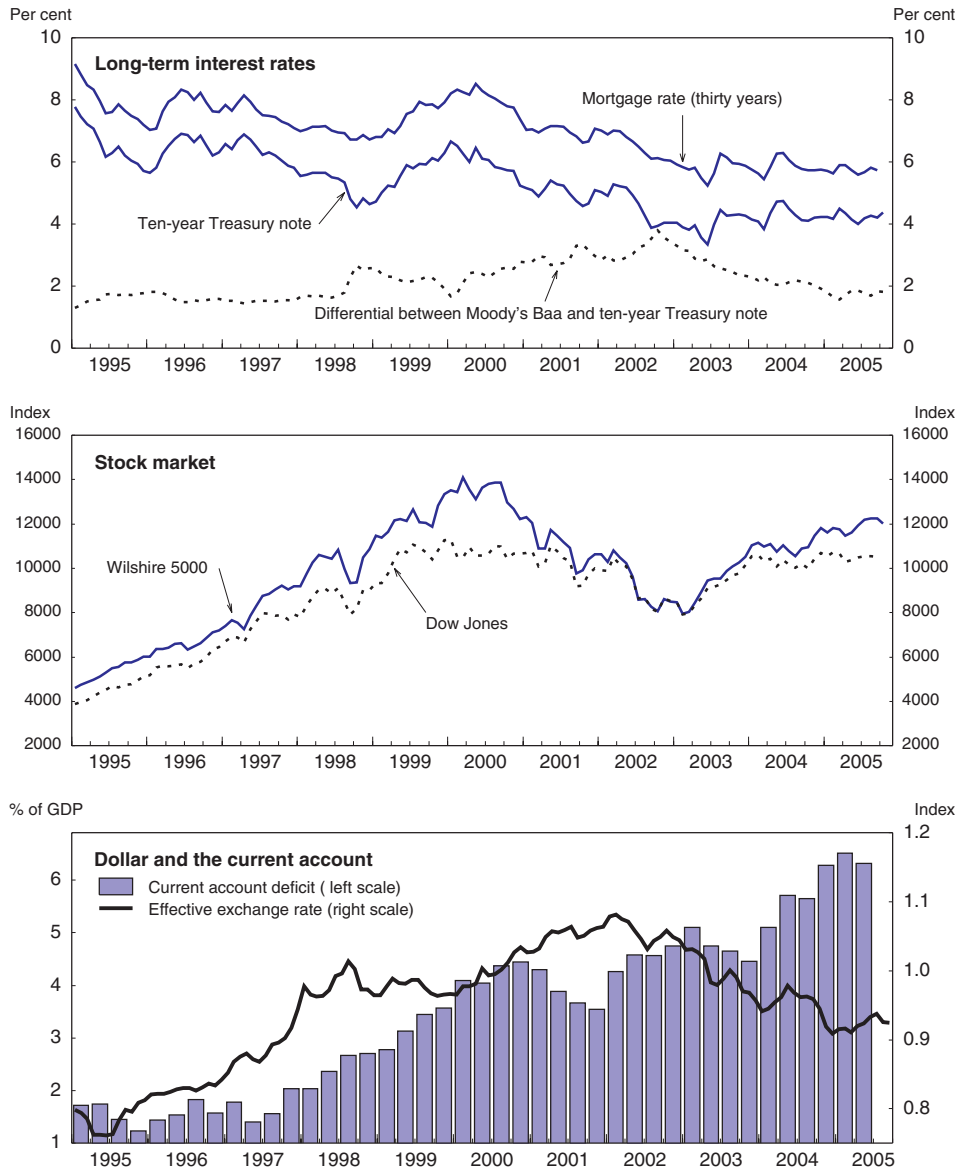 Per cent Per cent
10 10
Long-term interest rates
Mortgage rate (thirty years)
8 8
6 6
Ten-year Treasury note
4 4
2 2
Differential between Moody's Baa and ten-year Treasury note
0 0
1995 1996 1997 1998 1999 2000 2001 2002 2003 2004 2005
Index Index
16000 16000
Stock market
14000 14000
12000 12000
Wilshire 5000
10000 10000
Dow Jones
8000 8000
6000 6000
4000 4000
2000 2000
1995 1996 1997 1998 1999 2000 2001 2002 2003 2004 2005
% of GDP Index
1.2
Dollar and the current account
6
Current account deficit ( left scale)
Effective exchange rate (right scale)
1.1
5
4 1.0
3 0.9
2
0.8
1
1995 1996 1997 1998 1999 2000 2001 2002 2003 2004 2005